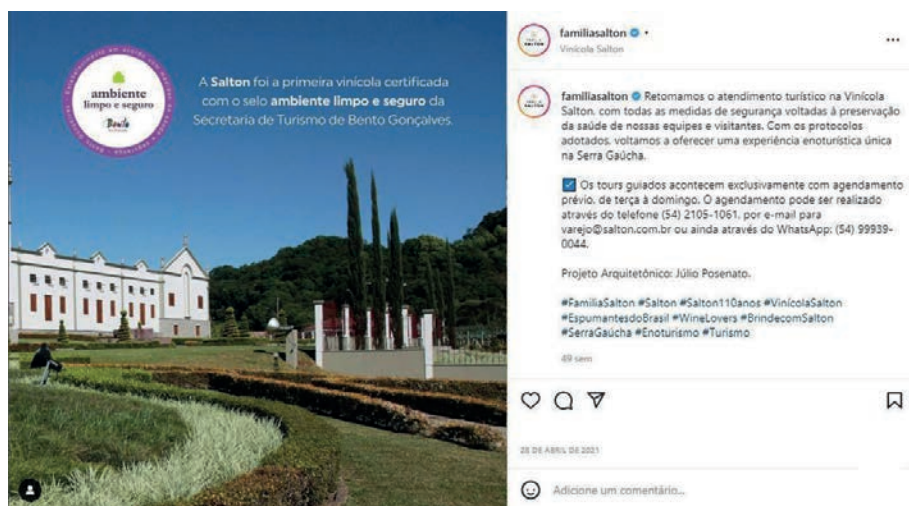 ambiente
limpo e seguro
Bento
A Salton foi a primeira vinícola certificada
com o selo ambiente limpo e seguro da
Secretaria de Turismo de Bento Gonçalves.
familiasalton •
Vinícola Salton
familiasalton Retomamos o atendimento turístico na Vinícola
Salton, com todas as medidas de segurança voltadas à preservação
da saúde de nossas equipes e visitantes. Com os protocolos
adotados, voltamos a oferecer uma experiência enoturística única
na Serra Gaúcha.
Os tours guiados acontecem exclusivamente com agendamento
prévio, de terça à domingo. O agendamento pode ser realizado
através do telefone (54) 2105-1061, por e-mail para
varejo@salton.com.br ou ainda através do WhatsApp: (54) 99939-
0044.
Projeto Arquitetônico: Júlio Posenato.
#FamiliaSalton #Salton #Salton110anos #VinícolaSalton
#EspumantesdoBrasil #WineLovers #BrindecomSalton
#SerraGaúcha #Enoturismo #Turismo
49 sem
28 DE ABRIL DE 2021
Adicione um comentário...